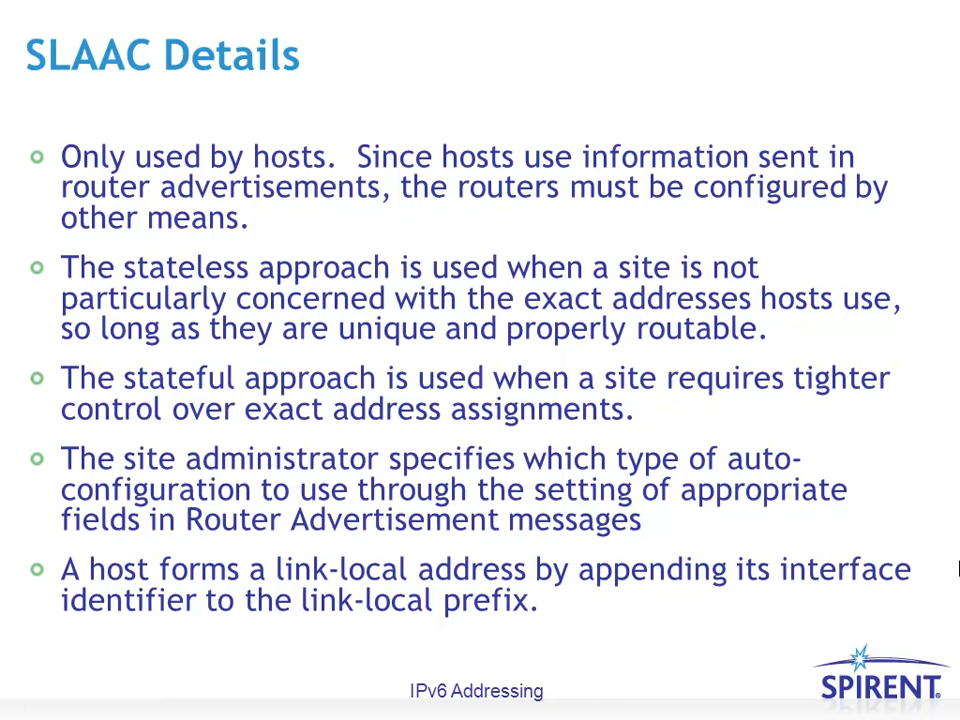 SLAAC Details
Only used by hosts.  Since hosts use information sent in
router advertisements, the routers must be configured by
other means.
The stateless approach is used when a site is not
particularly concerned with the exact addresses hosts use,
so long as they are unique and properly routable.
The stateful approach is used when a site requires tighter
control over exact address assignments.
The site administrator specifies which type of auto-
configuration to use through the setting of appropriate
fields in Router Advertisement messages
A host forms a link-local address by appending its interface
identifier to the link-local prefix.
IPv6 Addressing
SPIRENT®